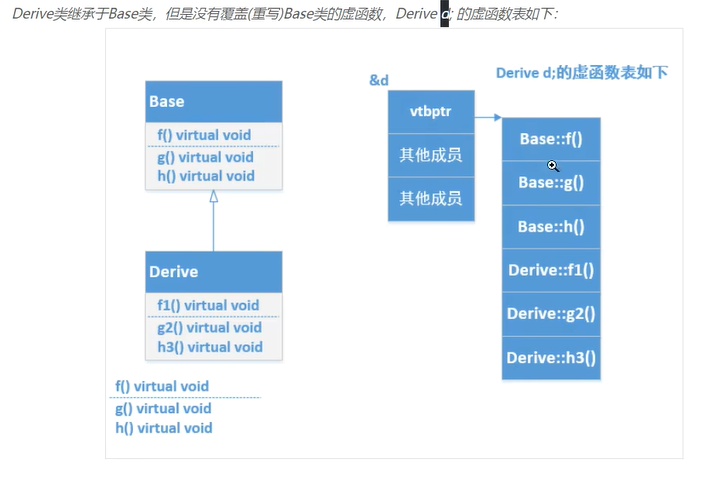 Derive类继承于Base类，但是没有覆盖(重写)Base类的虚函数，Derive d; 的虚函数表如下：
Derive d;的虚函数表如下
&d
Base
f() virtual void
g() virtual void
h() virtual void
vtbptr
其他成员
其他成员
Base::f()
Base::g()
Base::h()
Derive::f1()
Derive::g2()
Derive::h3()
Derive
f1() virtual void
g2() virtual void
h3() virtual void
f() virtual void
g() virtual void
h() virtual void